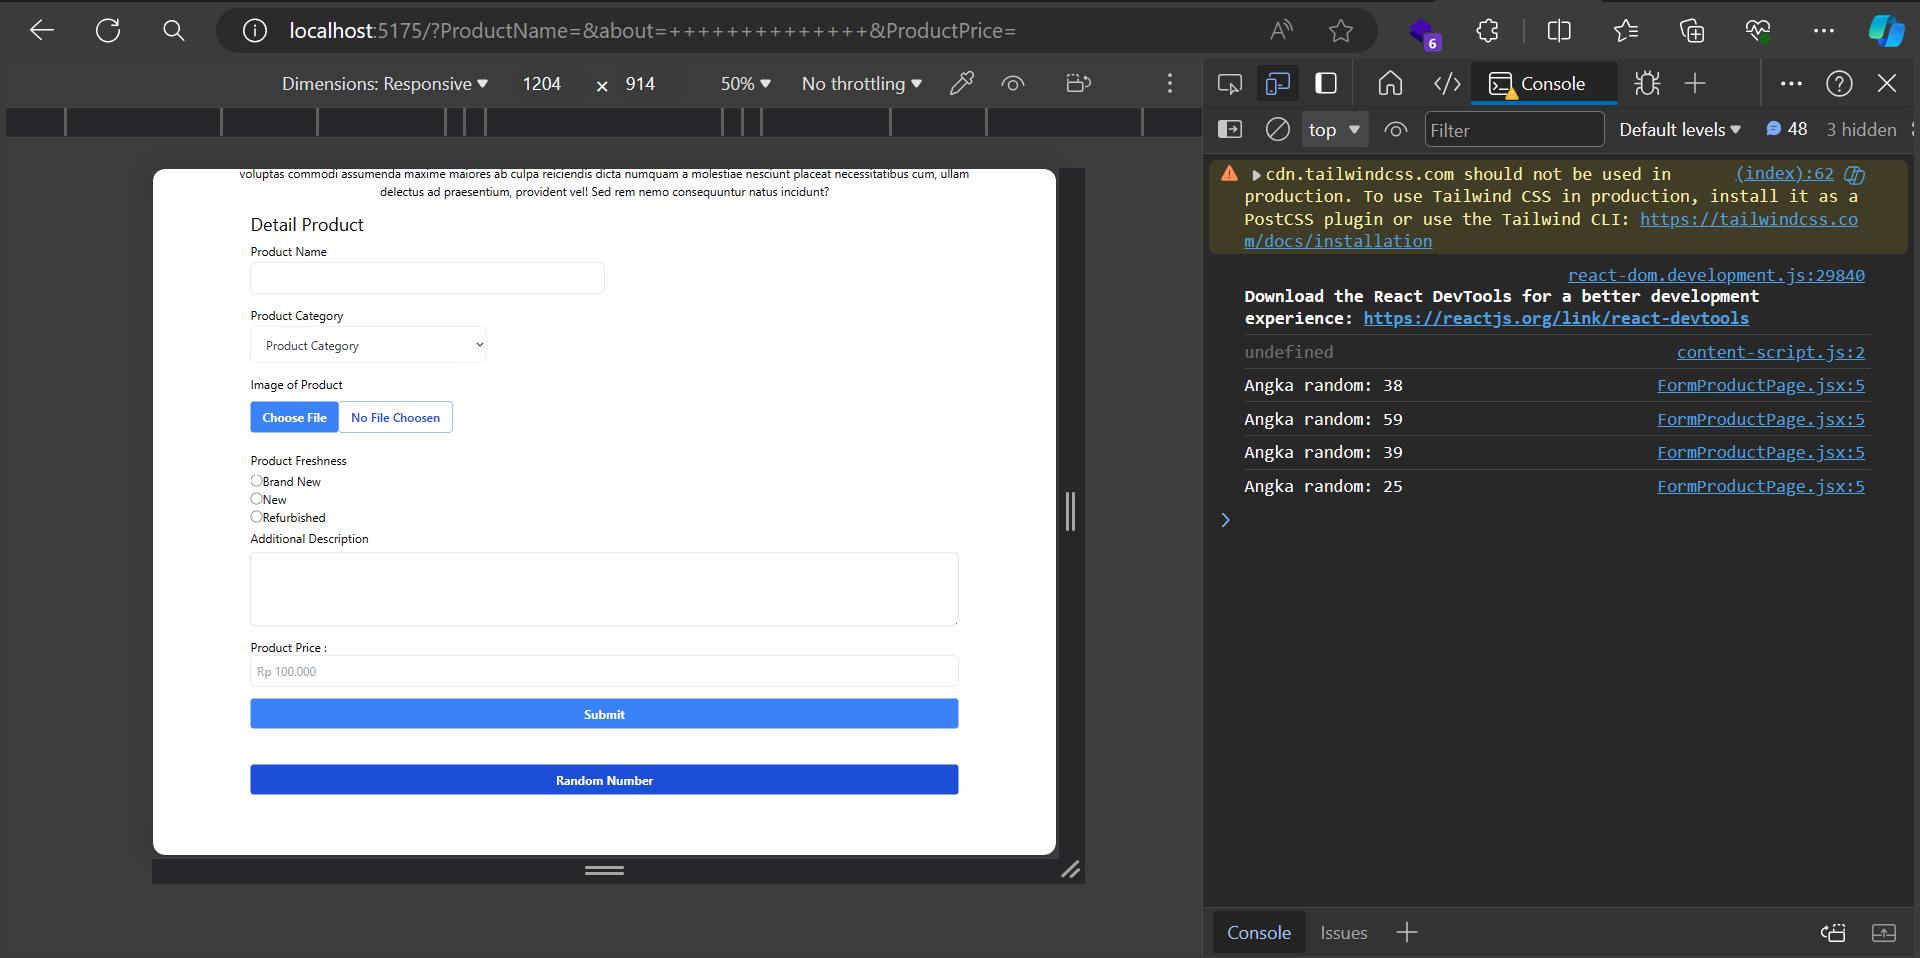 localhost:5175/?ProductName=&about=++++++++++++++&ProductPrice=
6
Dimensions: Responsive
1204
×
914
50%
No throttling
Console
top
Filter
Default levels
48
3 hidden
voluptas commodi assumenda maxime maiores ab culpa reiciendis dicta numquam a molestiae nesciunt placeat necessitatibus cum, ullam
delectus ad praesentium, provident vel! Sed rem nemo consequuntur natus incidunt?
Detail Product
Product Name
Product Category
Product Category
Image of Product
Choose File
No File Choosen
Product Freshness
Brand New
New
Refurbished
Additional Description
Product Price :
Rp 100.000
Submit
Random Number
cdn.tailwindcss.com should not be used in (index):62
production. To use Tailwind CSS in production, install it as a
PostCSS plugin or use the Tailwind CLI: https://tailwindcss.co
m/docs/installation
react-dom.development.js:29840
Download the React DevTools for a better development
experience: https://reactjs.org/link/react-devtools
undefined content-script.js:2
Angka random: 38 FormProductPage.jsx:5
Angka random: 59 FormProductPage.jsx:5
Angka random: 39 FormProductPage.jsx:5
Angka random: 25 FormProductPage.jsx:5
Console
Issues